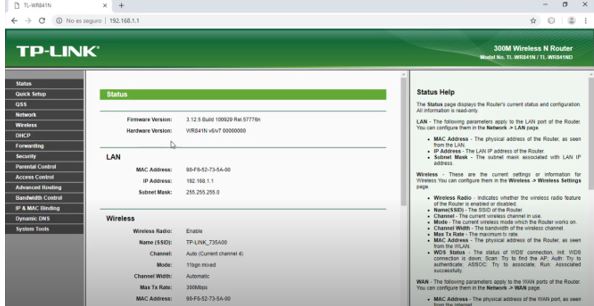 TL-WR841N
No es seguro | 192.168.1.1
TP-LINK
300M Wireless N Router
Model No. TL-WR841N / TL-WR841ND
Status
Quick Setup
QSS
Network
Wireless
DHCP
Forwarding
Security
Parental Control
Access Control
Advanced Routing
Bandwidth Control
IP & MAC Binding
Dynamic DNS
System Tools
Status
Firmware Version: 3.12.5 Build 100929 Rel.57776n
Hardware Version: WR841N v6/v7 00000000
LAN
MAC Address:
IP Address: 192.168.1.1
Subnet Mask: 255.255.255.0
Wireless
Wireless Radio: Enable
Name (SSID): TP-LINK_735A00
Channel: Auto (Current channel 4)
Mode: 11bgn mixed
Channel Width: Automatic
Max Tx Rate: 300Mbps
MAC Address:
Status Help
The Status page displays the Router's current status and configuration.
All information is read-only.
LAN - The following parameters apply to the LAN port of the Router.
You can configure them in the Network -> LAN page.
MAC Address - The physical address of the Router, as seen
from the LAN.
IP Address - The LAN IP address of the Router.
Subnet Mask - The subnet mask associated with LAN IP
address.
Wireless - These are the current settings or information for
Wireless You can configure them in the Wireless -> Wireless Settings
page.
Wireless Radio - Indicates whether the wireless radio feature
of the Router is enabled or disabled.
Name(SSID) - The SSID of the Router.
Channel - The current wireless channel in use.
Mode - The current wireless mode which the Router works on.
Channel Width - The bandwidth of the wireless channel
Max Tx Rate - The maximum tx rate.
MAC Address - The physical address of the Router, as seen
from the WLAN.
WDS Status - The status of WDS' connection, Init: WDS
connection is down; Scan: Try to find the AP; Auth: Try to
authenticate; ASSOC: Try to associate; Run: Associated
successfully.
WAN - The following parameters apply to the WAN ports of the Router.
You can configure them in the Network -> WAN page.
MAC Address - The physical address of the WAN port, as seen
from the Internet.